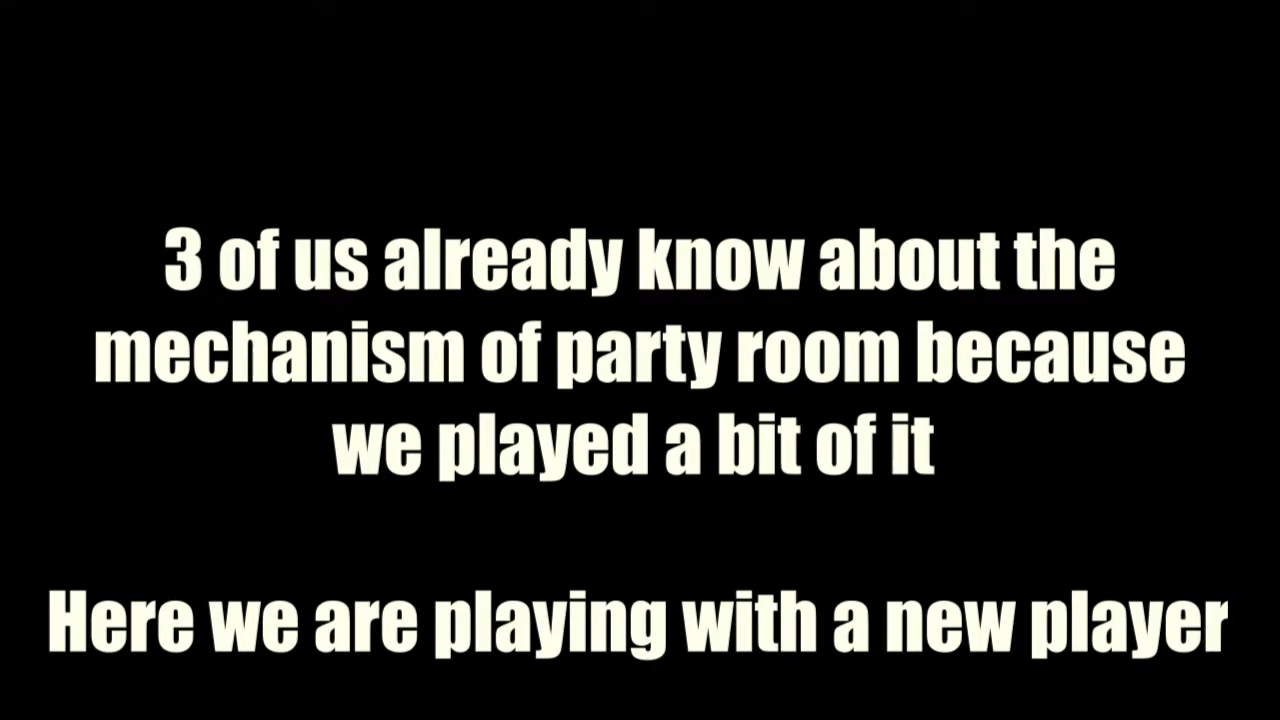 3 of us already know about the
mechanism of party room because
we played a bit of it
Here we are playing with a new player